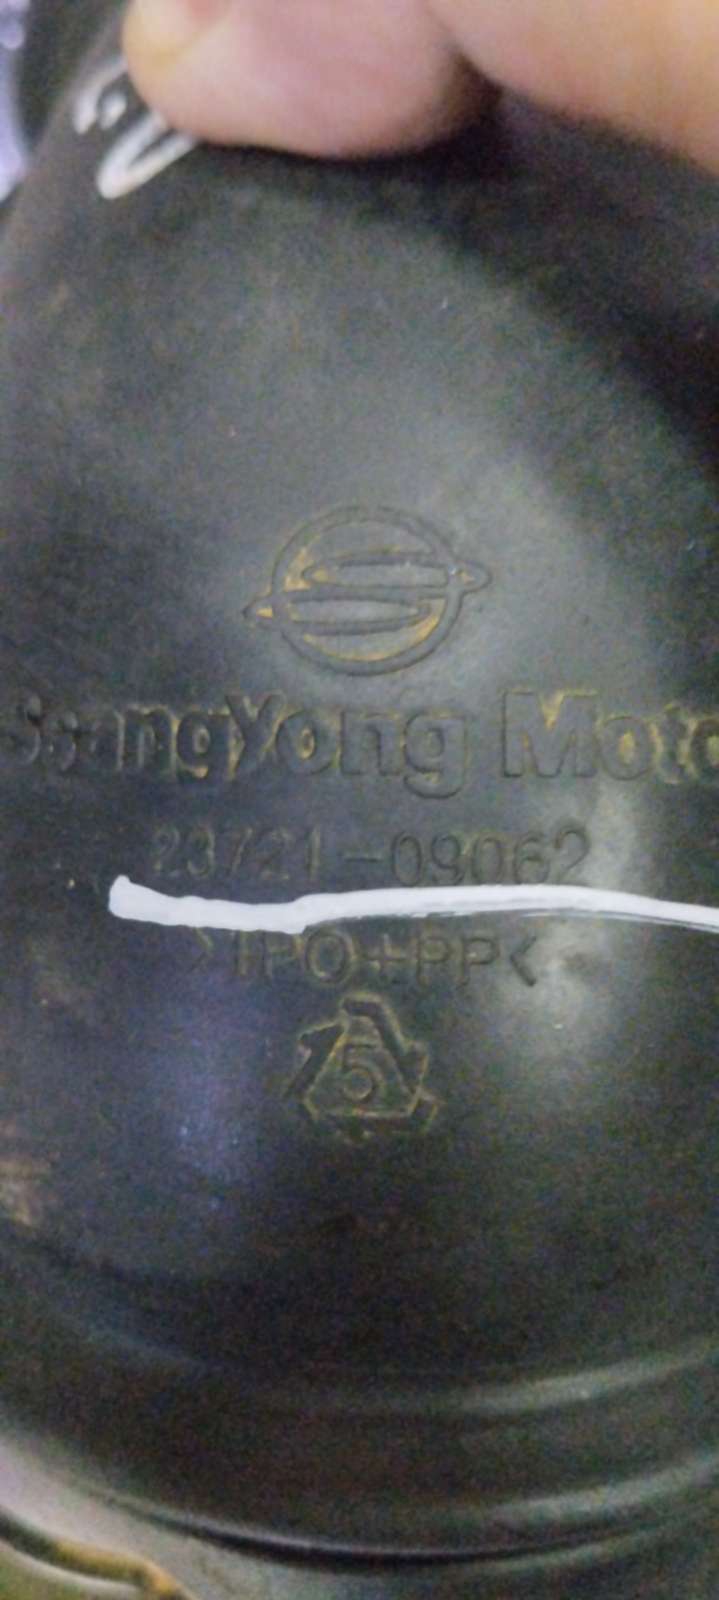 SsangYong Moto
23721-09062
>TPO+PP<
5